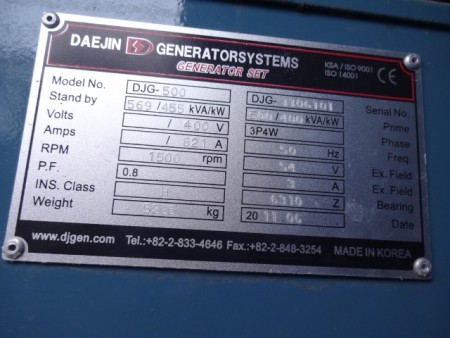 DAEJIN GENERATORSYSTEMS
GENERATOR SET
KSA / ISO 9001
ISO 14001
CE
Model No. DJG-500 DJG- Serial No.
Stand by 569/455 kVA/kW 500/400 kVA/kW Prime
Volts / 400 V 3P4W Phase
Amps / 821 A Hz Freq.
RPM 1500 rpm V Ex. Field
P.F. 0.8 A Ex. Field
INS. Class H 6310 Z Bearing
Weight kg 20 11.06 Date
www.djgen.com Tel.:+82-2-833-4646 Fax.:+82-2-848-3254 MADE IN KOREA